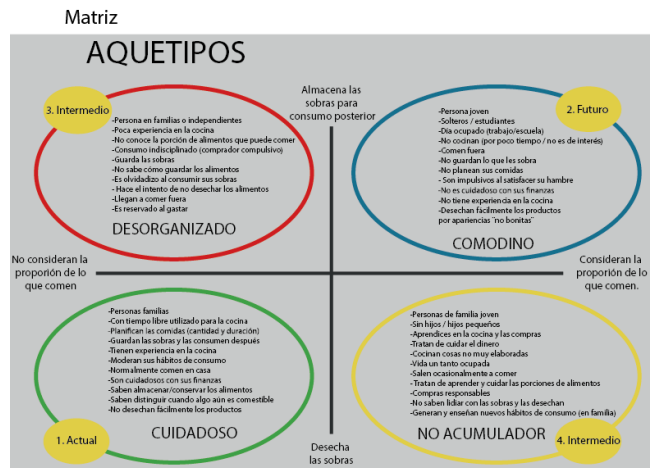 Matriz
AQUETIPOS
Almacena las
sobras para
consumo posterior
3. Intermedio
-Persona en familias o independientes
-Poca experiencia en la cocina
-No conoce la porción de alimentos que puede comer
-Consumo indisciplinado (comprador compulsivo)
-Guarda las sobras
-No sabe cómo guardar los alimentos
-Es olvidadizo al consumir sus sobras
- Hace el intento de no desechar los alimentos
-Llegan a comer fuera
-Es reservado al gastar
DESORGANIZADO
2. Futuro
-Persona joven
-Solteros / estudiantes
-Día ocupado (trabajo/escuela)
-No cocinan (por poco tiempo / no es de interés)
-Comen fuera
-No guardan lo que les sobra
-No planean sus comidas
- Son impulsivos al satisfacer su hambre
-No es cuidadoso con sus finanzas
-No tiene experiencia en la cocina
-Desechan fácilmente los productos
por apariencias ¨no bonitas¨
COMODINO
No consideran la
proporión de lo
que comen
Consideran la
proporción de lo
que comen.
-Personas familias
-Con tiempo libre utilizado para la cocina
-Planifican las comidas (cantidad y duración)
-Guardan las sobras y las consumen después
-Tienen experiencia en la cocina
-Moderan sus hábitos de consumo
-Normalmente comen en casa
-Son cuidadosos con sus finanzas
-Saben almacenar/conservar los alimentos
-Saben distinguir cuando algo aún es comestible
-No desechan fácilmente los productos
CUIDADOSO
1. Actual
-Personas de familia joven
-Sin hijos / hijos pequeños
-Aprendices en la cocina y las compras
-Tratan de cuidar el dinero
-Cocinan cosas no muy elaboradas
-Vida un tanto ocupada
-Salen ocasionalmente a comer
-Tratan de aprender y cuidar las porciones de alimentos
-Compras responsables
-No saben lidiar con las sobras y las desechan
-Generan y enseñan nuevos hábitos de consumo (en familia)
NO ACUMULADOR
4. Intermedio
Desecha
las sobras